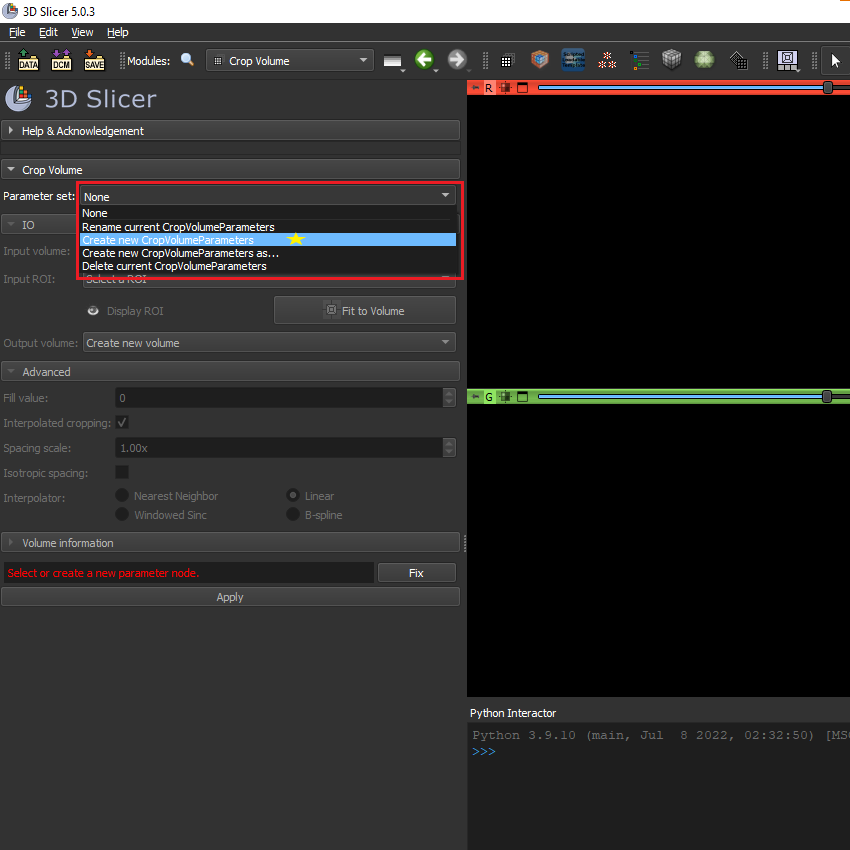 3D Slicer 5.0.3
File Edit View Help
DATA DCM SAVE Modules: Crop Volume
3D Slicer
Help & Acknowledgement
Crop Volume
Parameter set: None
None
Rename current CropVolumeParameters
IO
Create new CropVolumeParameters
Input volume: Create new CropVolumeParameters as...
Delete current CropVolumeParameters
Input ROI: Select a ROI
Display ROI Fit to Volume
Output volume: Create new volume
Advanced
Fill value: 0
Interpolated cropping:
Spacing scale: 1.00x
Isotropic spacing:
Interpolator: Nearest Neighbor Linear
Windowed Sinc B-spline
Volume information
Select or create a new parameter node. Fix
Apply
R
G
Python Interactor
Python 3.9.10 (main, Jul 8 2022, 02:32:50) [MS
>>>